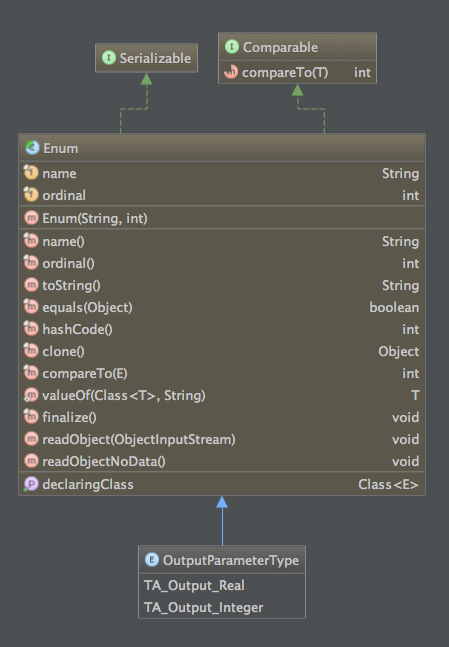 Serializable
Comparable
compareTo(T) int
Enum
name String
ordinal int
Enum(String, int)
name() String
ordinal() int
toString() String
equals(Object) boolean
hashCode() int
clone() Object
compareTo(E) int
valueOf(Class<T>, String) T
finalize() void
readObject(ObjectInputStream) void
readObjectNoData() void
declaringClass Class<E>
OutputParameterType
TA_Output_Real
TA_Output_Integer